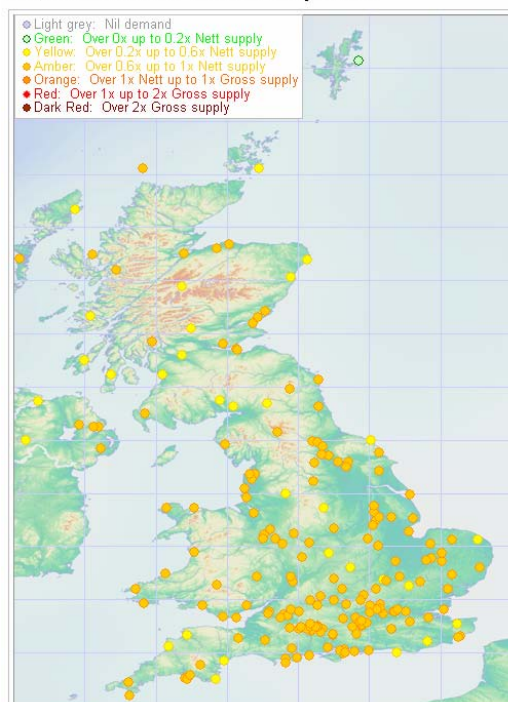 Light grey: Nil demand
Green: Over 0x up to 0.2x Nett supply
Yellow: Over 0.2x up to 0.6x Nett supply
Amber: Over 0.6x up to 1x Nett supply
Orange: Over 1x Nett up to 1x Gross supply
Red: Over 1x up to 2x Gross supply
Dark Red: Over 2x Gross supply